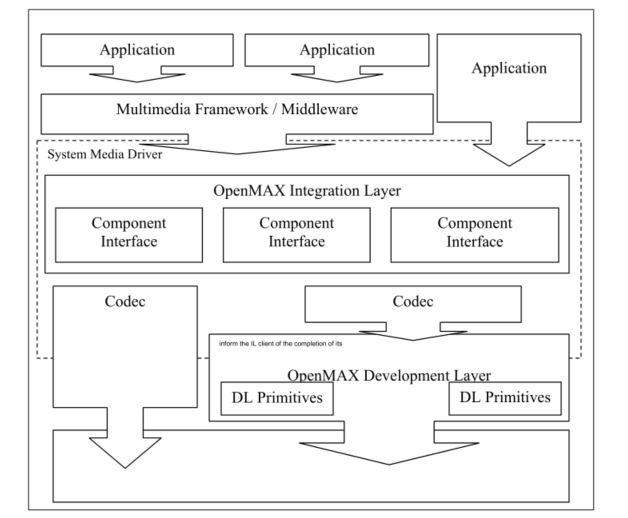 Application
Application
Application
Multimedia Framework / Middleware
System Media Driver
OpenMAX Integration Layer
Component
Interface
Component
Interface
Component
Interface
Codec
Codec
inform the IL client of the completion of its
OpenMAX Development Layer
DL Primitives
DL Primitives